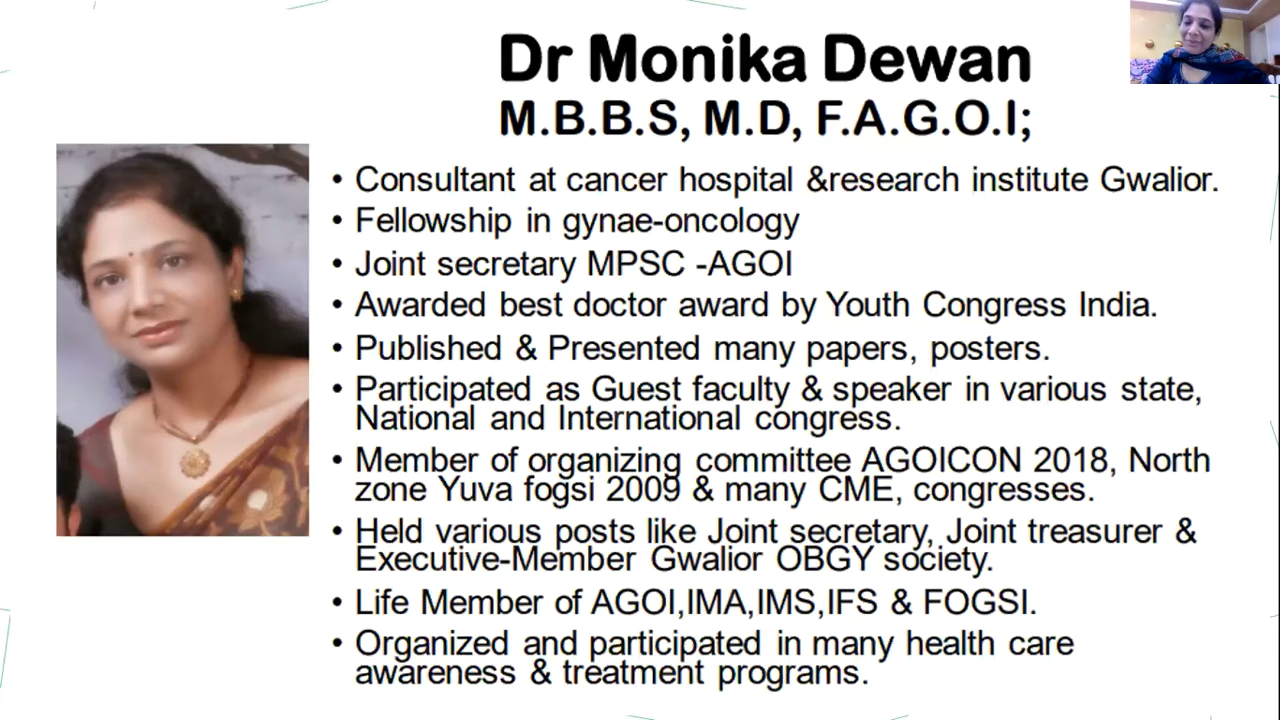 Dr Monika Dewan
M.B.B.S, M.D, F.A.G.O.I;
• Consultant at cancer hospital &research institute Gwalior.
• Fellowship in gynae-oncology
• Joint secretary MPSC -AGOI
• Awarded best doctor award by Youth Congress India.
• Published & Presented many papers, posters.
• Participated as Guest faculty & speaker in various state,
National and International congress.
• Member of organizing committee AGOICON 2018, North
zone Yuva fogsi 2009 & many CME, congresses.
• Held various posts like Joint secretary, Joint treasurer &
Executive-Member Gwalior OBGY society.
• Life Member of AGOI,IMA,IMS,IFS & FOGSI.
• Organized and participated in many health care
awareness & treatment programs.